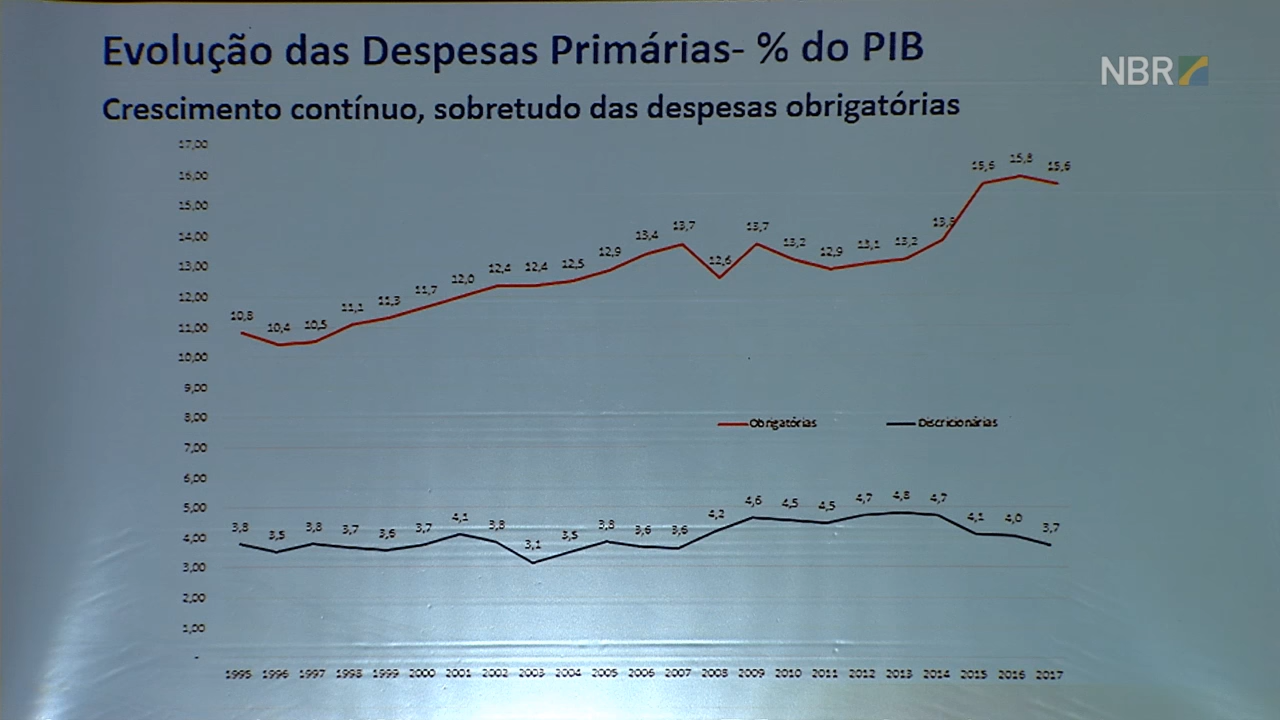 Evolução das Despesas Primárias- % do PIB
NBR
Crescimento contínuo, sobretudo das despesas obrigatórias
17,00
16,00
15,00
14,00
13,00
12,00
11,00
10,00
9,00
8,00
7,00
6,00
5,00
4,00
3,00
2,00
1,00
-
10,8 10,4 10,5 11,1 11,3 11,7 12,0 12,4 12,4 12,5 12,9 13,4 13,7 12,6 13,7 13,2 12,9 13,1 13,2 13,8 15,6 15,8 15,6
Obrigatórias Discricionárias
3,8 3,5 3,8 3,7 3,6 3,7 4,1 3,8 3,1 3,5 3,8 3,6 3,6 4,2 4,6 4,5 4,5 4,7 4,8 4,7 4,1 4,0 3,7
1995 1996 1997 1998 1999 2000 2001 2002 2003 2004 2005 2006 2007 2008 2009 2010 2011 2012 2013 2014 2015 2016 2017